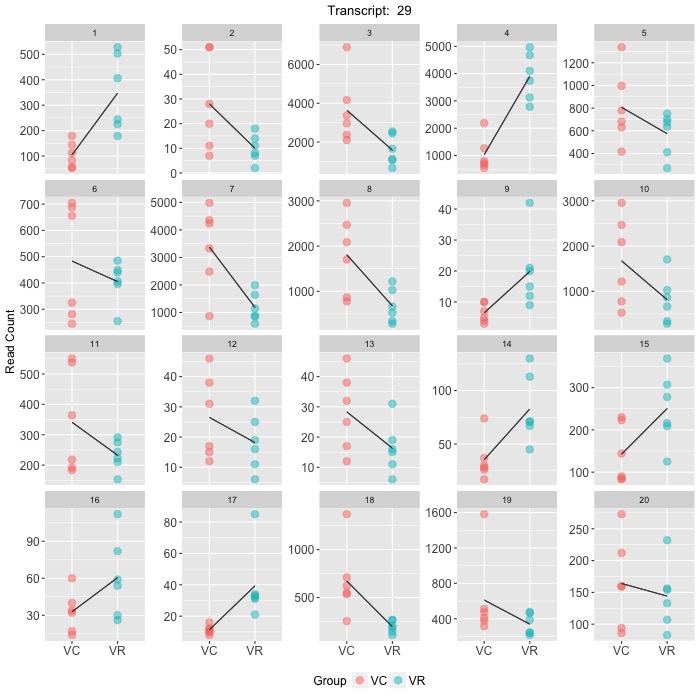 Transcript: 29
1 2 3 4 5
500 400 300 200 100
50 40 30 20 10 0
6000 4000 2000
5000 4000 3000 2000 1000
1200 1000 800 600 400
6 7 8 9 10
700 600 500 400 300
5000 4000 3000 2000 1000
3000 2000 1000
40 30 20 10
3000 2000 1000
Read Count
11 12 13 14 15
500 400 300 200
40 30 20 10
40 30 20 10
100 50
300 200 100
16 17 18 19 20
90 60 30
80 60 40 20
1000 500
1600 1200 800 400
250 200 150 100
VC VR VC VR VC VR VC VR VC VR
Group VC VR